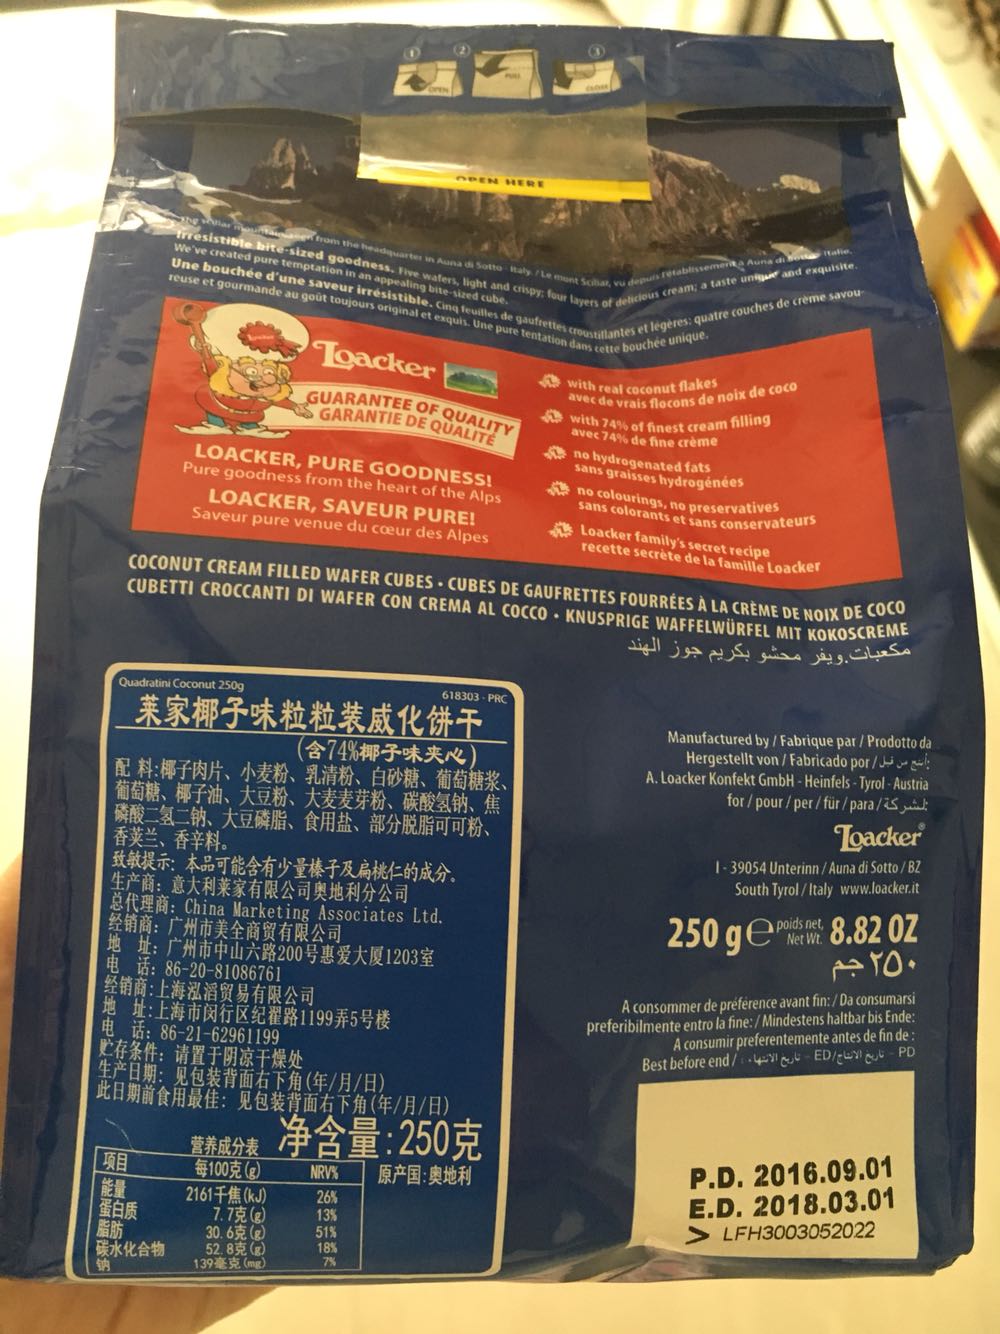 1 2 3
OPEN PULL CLOSE
OPEN HERE
from the headquarter in Auna di Sotto - Italy. / Le mont Scilar, vu depuis l'établissement à Auna di Sotto - Italie.
Irresistible bite-sized goodness. Five wafers, light and crispy; four layers of delicious cream; a taste unique and exquisite.
We've created pure temptation in an appealing bite-sized cube.
Une bouchée d'une saveur irrésistible. Cinq feuilles de gaufrettes croustillantes et légères: quatre couches de crème savou-
reuse et gourmande au goût toujours original et exquis. Une pure tentation dans cette bouchée unique.
Loacker
GUARANTEE OF QUALITY
GARANTIE DE QUALITÉ
LOACKER, PURE GOODNESS!
Pure goodness from the heart of the Alps
LOACKER, SAVEUR PURE!
Saveur pure venue du cœur des Alpes
with real coconut flakes
avec de vrais flocons de noix de coco
with 74% of finest cream filling
avec 74% de fine crème
no hydrogenated fats
sans graisses hydrogénées
no colourings, no preservatives
sans colorants et sans conservateurs
Loacker family's secret recipe
recette secrète de la famille Loacker
COCONUT CREAM FILLED WAFER CUBES • CUBES DE GAUFRETTES FOURRÉES À LA CRÈME DE NOIX DE COCO
CUBETTI CROCCANTI DI WAFER CON CREMA AL COCCO • KNUSPRIGE WAFFELWÜRFEL MIT KOKOSCREME
مكعبات ويفر محشو بكريم جوز الهند
Quadratini Coconut 250g
618303 - PRC
莱家椰子味粒粒装威化饼干
(含74%椰子味夹心)
配 料:椰子肉片、小麦粉、乳清粉、白砂糖、葡萄糖浆、
葡萄糖、椰子油、大豆粉、大麦麦芽粉、碳酸氢钠、焦
磷酸二氢二钠、大豆磷脂、食用盐、部分脱脂可可粉、
香荚兰、香辛料。
致敏提示: 本品可能含有少量榛子及扁桃仁的成分。
生产商: 意大利莱家有限公司奥地利分公司
总代理商: China Marketing Associates Ltd.
经销商: 广州市美全商贸有限公司
地 址: 广州市中山六路200号惠爱大厦1203室
电 话: 86-20-81086761
经销商:上海泓滔贸易有限公司
地 址:上海市闵行区纪翟路1199弄5号楼
电 话: 86-21-62961199
贮存条件: 请置于阴凉干燥处
生产日期: 见包装背面右下角(年/月/日)
此日期前食用最佳: 见包装背面右下角(年/月/日)
净含量:250克
原产国:奥地利
营养成分表
项目 每100克(g) NRV%
能量 2161千焦(kJ) 26%
蛋白质 7.7克(g) 13%
脂肪 30.6克(g) 51%
碳水化合物 52.8克(g) 18%
钠 139毫克(mg) 7%
Manufactured by / Fabrique par / Prodotto da
Hergestellt von / Fabricado por / أنتج من قبل:
A. Loacker Konfekt GmbH - Heinfels - Tyrol - Austria
for / pour / per / für / para / لشركة:
Loacker®
I - 39054 Unterinn / Auna di Sotto / BZ
South Tyrol / Italy www.loacker.it
250 g e poids net, Net Wt. 8.82 OZ
٢٥٠ جم
A consommer de préférence avant fin: / Da consumarsi
preferibilmente entro la fine: / Mindestens haltbar bis Ende:
A consumir preferentemente antes de fin de :
Best before end / تاريخ الانتهاء - ED/تاريخ الانتاج - PD
P.D. 2016.09.01
E.D. 2018.03.01
> LFH3003052022